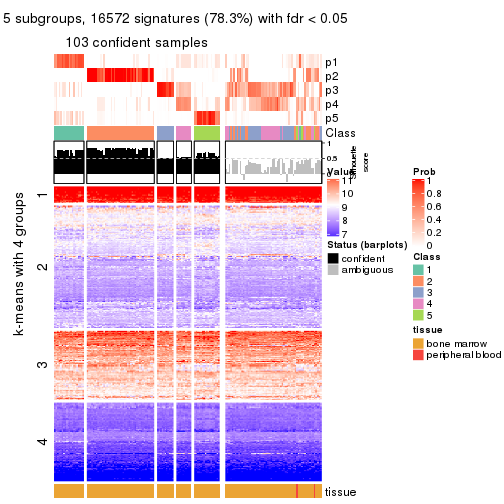 5 subgroups, 16572 signatures (78.3%) with fdr < 0.05
103 confident samples
p1
p2
p3
p4
p5
Class
1
0.5
0
silhouette
score
k-means with 4 groups
1
2
3
4
tissue
Value
11
10
9
8
7
Status (barplots)
confident
ambiguous
Prob
1
0.8
0.6
0.4
0.2
0
Class
1
2
3
4
5
tissue
bone marrow
peripheral blood